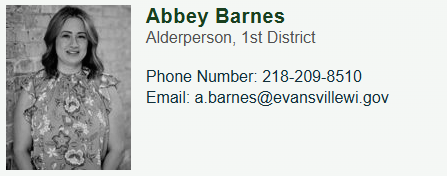 Abbey Barnes
Alderperson, 1st District
Phone Number: 218-209-8510
Email: a.barnes@evansvillewi.gov